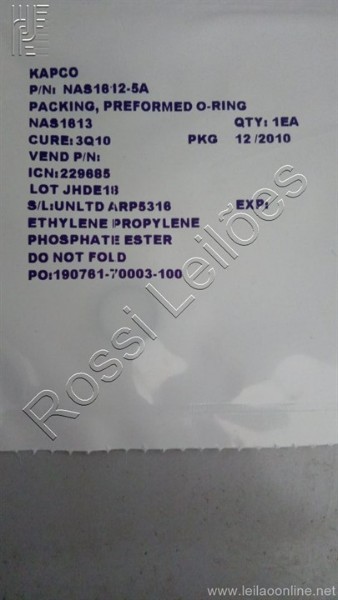 KAPCO
P/N: NAS1612-5A
PACKING, PREFORMED O-RING
NAS1613 QTY: 1EA
CURE: 3Q10 PKG 12/2010
VEND P/N:
ICN:229685
LOT JHDE18
S/L:UNLTD ARP5316 EXP:
ETHYLENE PROPYLENE
PHOSPHATE ESTER
DO NOT FOLD
PO:190761-70003-100
Rossi Leilões
www.leilaoonline.net